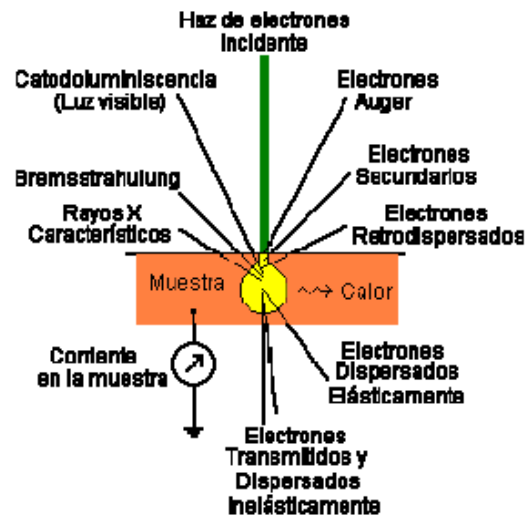 Haz de electrones
Incidente
Catodoluminiscencia
(Luz visible)
Electrones
Auger
Bremsstrahulung
Electrones
Secundarios
Rayos X
Característicos
Electrones
Retrodispersados
Muestra
Calor
Corriente
en la muestra
Electrones
Dispersados
Elásticamente
Electrones
Transmitidos y
Dispersados
Inelásticamente